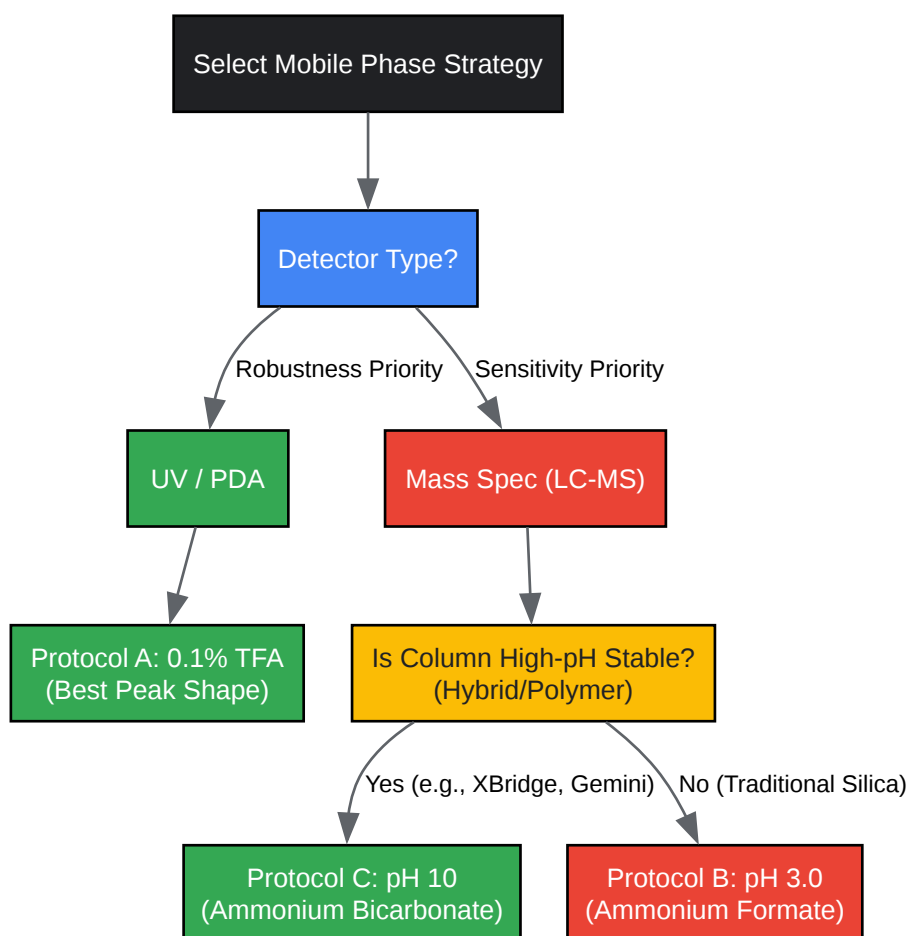 Select Mobile Phase Strategy
Detector Type?
Robustness Priority
Sensitivity Priority
UV / PDA
Mass Spec (LC-MS)
Protocol A: 0.1% TFA
(Best Peak Shape)
Is Column High-pH Stable?
(Hybrid/Polymer)
Yes (e.g., XBridge, Gemini)
No (Traditional Silica)
Protocol C: pH 10
(Ammonium Bicarbonate)
Protocol B: pH 3.0
(Ammonium Formate)